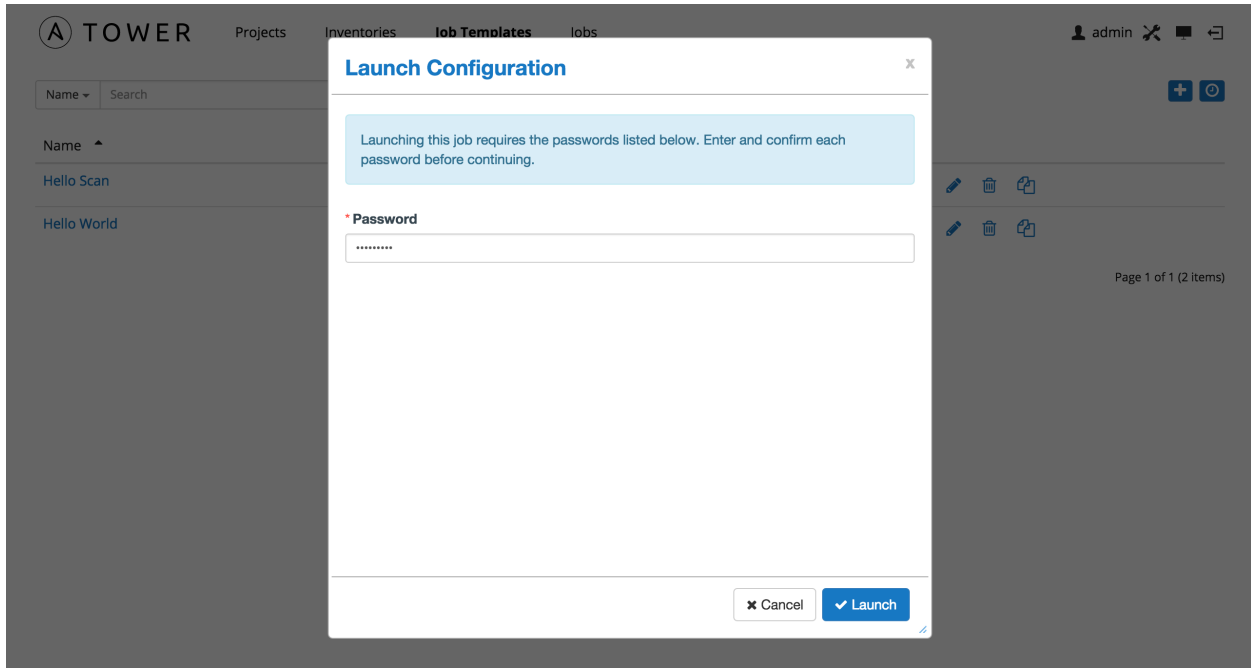 A TOWER Projects Inventories Job Templates Jobs admin
Launch Configuration x
Name Search
Launching this job requires the passwords listed below. Enter and confirm each
password before continuing.
Name
Hello Scan
* Password
Hello World
•••••••••
Page 1 of 1 (2 items)
Cancel Launch